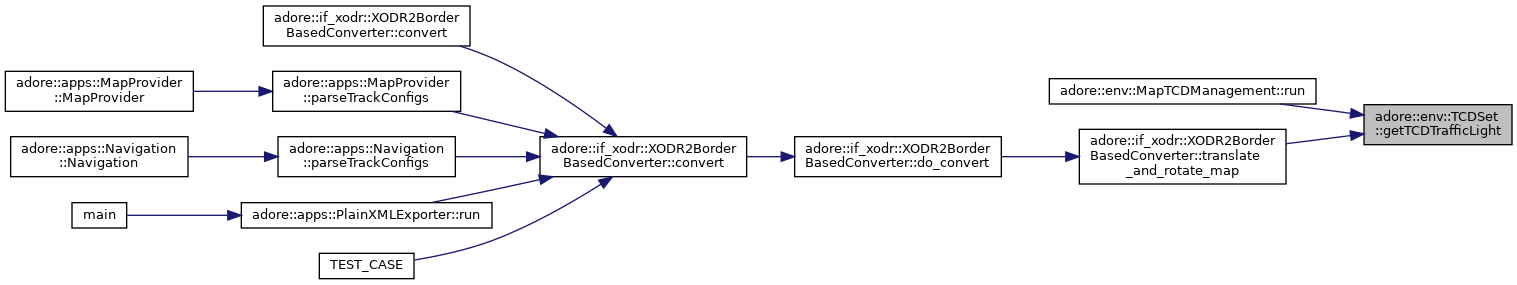 adore::if_xodr::XODR2Border
BasedConverter::convert
adore::apps::MapProvider
::MapProvider
adore::apps::MapProvider
::parseTrackConfigs
adore::apps::Navigation
::Navigation
adore::apps::Navigation
::parseTrackConfigs
main
adore::apps::PlainXMLExporter::run
TEST_CASE
adore::if_xodr::XODR2Border
BasedConverter::convert
adore::if_xodr::XODR2Border
BasedConverter::do_convert
adore::env::MapTCDManagement::run
adore::if_xodr::XODR2Border
BasedConverter::translate
_and_rotate_map
adore::env::TCDSet
::getTCDTrafficLight